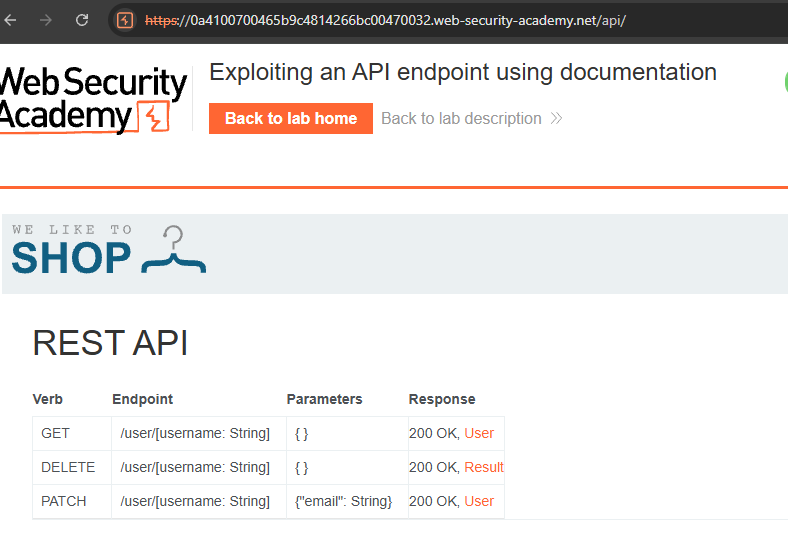 https://0a4100700465b9c4814266bc00470032.web-security-academy.net/api/
Web Security
Academy
Exploiting an API endpoint using documentation
Back to lab home
Back to lab description
WE LIKE TO
SHOP
REST API
Verb Endpoint Parameters Response
GET /user/[username: String] { } 200 OK, User
DELETE /user/[username: String] { } 200 OK, Result
PATCH /user/[username: String] {"email": String} 200 OK, User